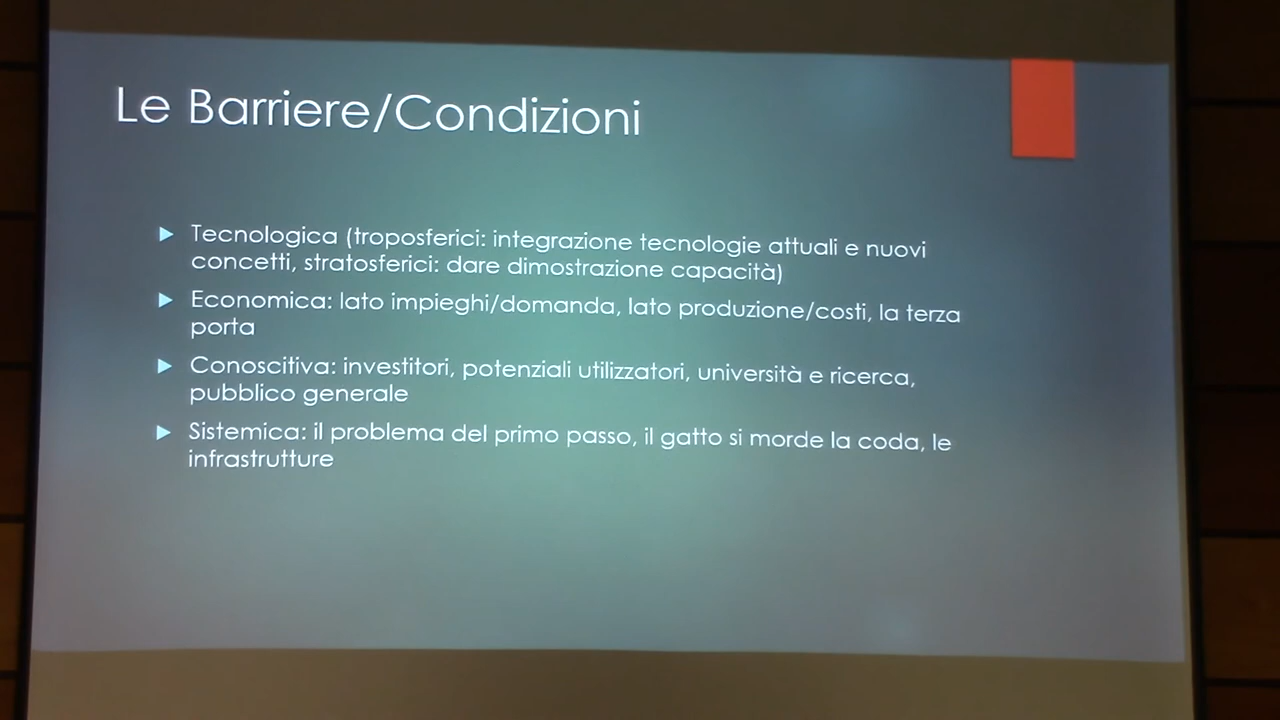 Le Barriere/Condizioni
Tecnologica (troposferici: integrazione tecnologie attuali e nuovi
concetti, stratosferici: dare dimostrazione capacità)
Economica: lato impieghi/domanda, lato produzione/costi, la terza
porta
Conoscitiva: investitori, potenziali utilizzatori, università e ricerca,
pubblico generale
Sistemica: il problema del primo passo, il gatto si morde la coda, le
infrastrutture